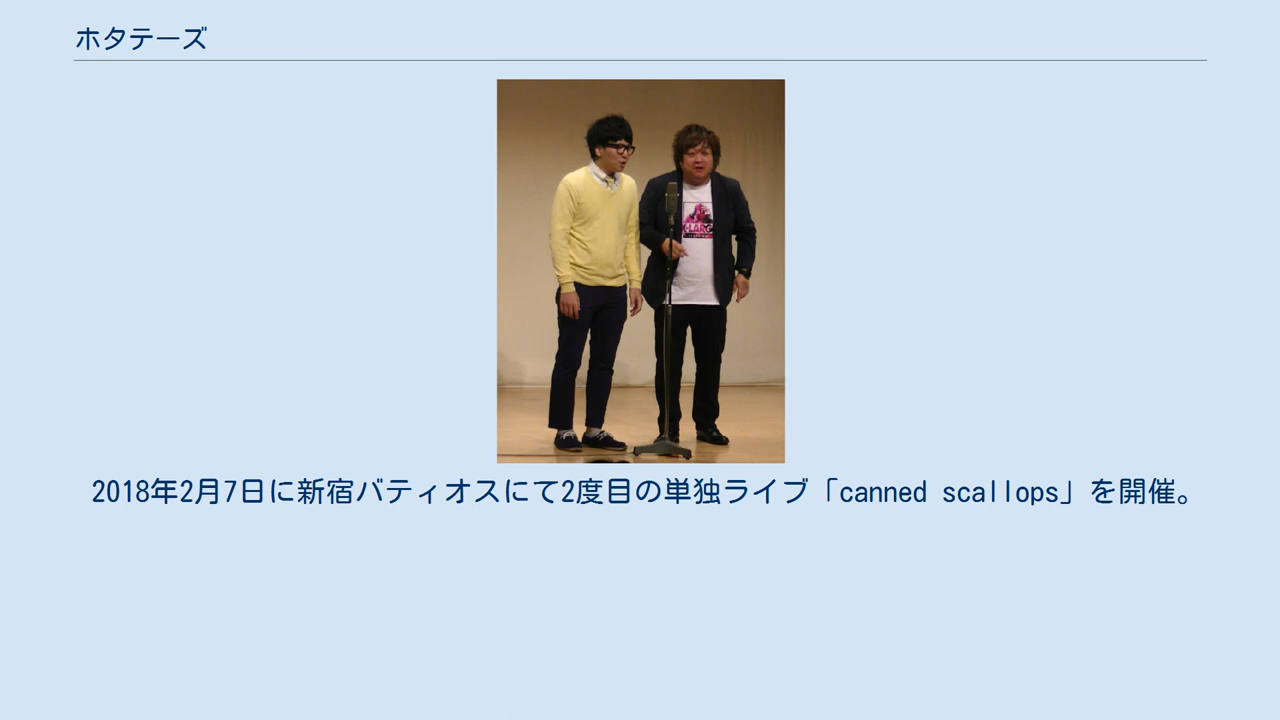 ホタテーズ
X-LARGE
2018年2月7日に新宿バティオスにて2度目の単独ライブ「canned scallops」を開催。